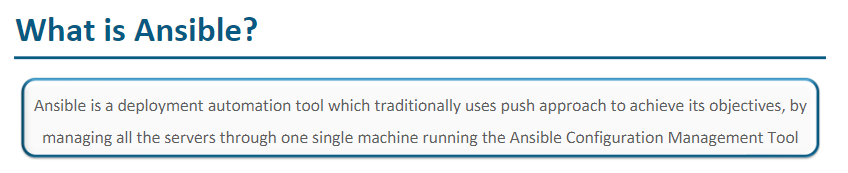 What is Ansible?
Ansible is a deployment automation tool which traditionally uses push approach to achieve its objectives, by
managing all the servers through one single machine running the Ansible Configuration Management Tool